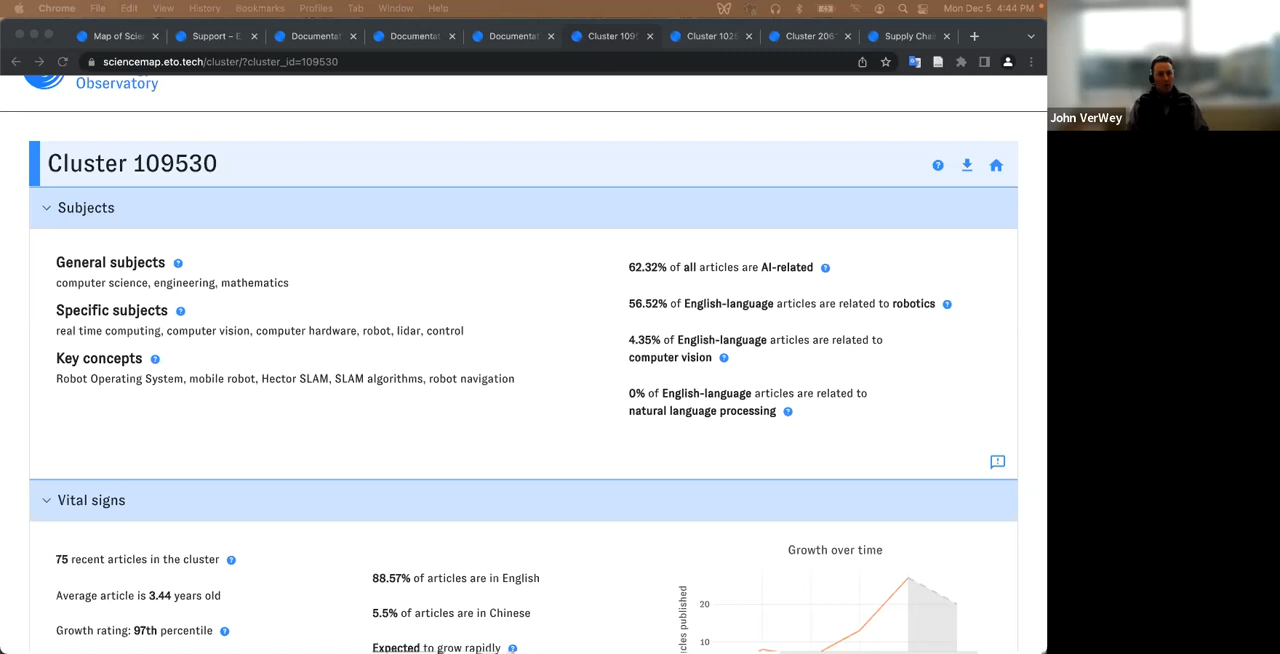 Chrome File Edit View History Bookmarks Profiles Tab Window Help Mon Dec 5 4:44 PM
Map of Scie Support – E Documentat Documentat Documentat Cluster 1095 Cluster 1025 Cluster 206 Supply Chai
sciencemap.eto.tech/cluster/?cluster_id=109530
Observatory
John VerWey
Cluster 109530
Subjects
General subjects
computer science, engineering, mathematics
Specific subjects
real time computing, computer vision, computer hardware, robot, lidar, control
Key concepts
Robot Operating System, mobile robot, Hector SLAM, SLAM algorithms, robot navigation
62.32% of all articles are AI-related
56.52% of English-language articles are related to robotics
4.35% of English-language articles are related to
computer vision
0% of English-language articles are related to
natural language processing
Vital signs
75 recent articles in the cluster
Average article is 3.44 years old
Growth rating: 97th percentile
88.57% of articles are in English
5.5% of articles are in Chinese
Expected to grow rapidly
Growth over time
20
10
cles published